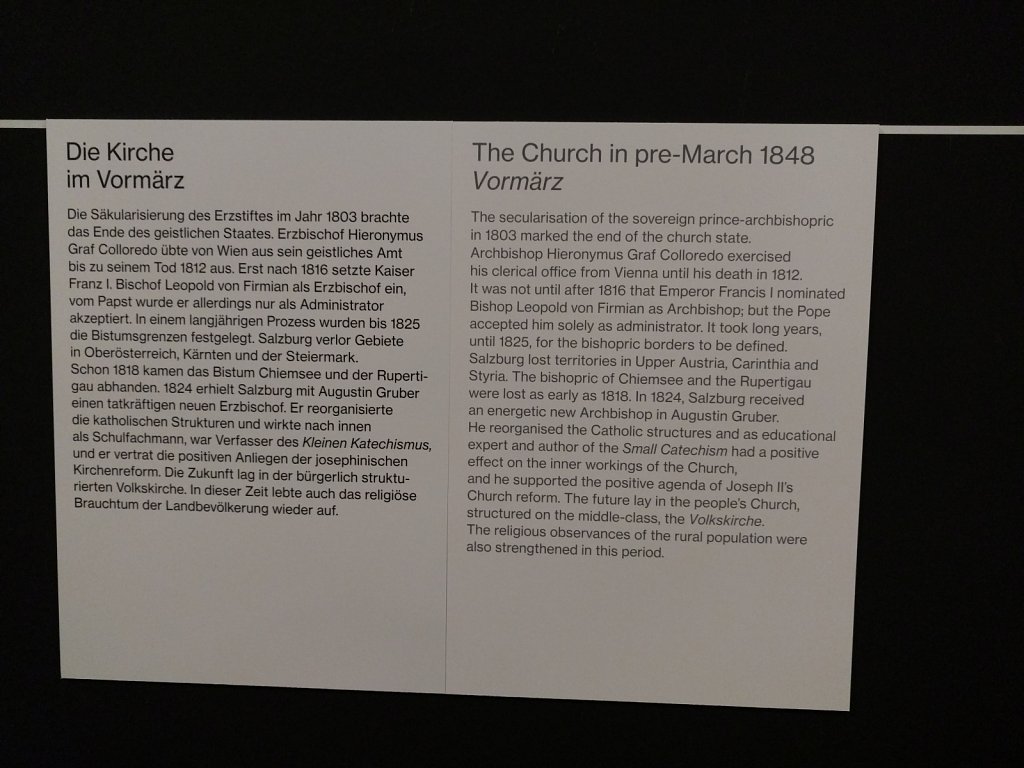 Die Kirche
im Vormärz
Die Säkularisierung des Erzstiftes im Jahr 1803 brachte
das Ende des geistlichen Staates. Erzbischof Hieronymus
Graf Colloredo übte von Wien aus sein geistliches Amt
bis zu seinem Tod 1812 aus. Erst nach 1816 setzte Kaiser
Franz I. Bischof Leopold von Firmian als Erzbischof ein,
vom Papst wurde er allerdings nur als Administrator
akzeptiert. In einem langjährigen Prozess wurden bis 1825
die Bistumsgrenzen festgelegt. Salzburg verlor Gebiete
in Oberösterreich, Kärnten und der Steiermark.
Schon 1818 kamen das Bistum Chiemsee und der Ruperti-
gau abhanden. 1824 erhielt Salzburg mit Augustin Gruber
einen tatkräftigen neuen Erzbischof. Er reorganisierte
die katholischen Strukturen und wirkte nach innen
als Schulfachmann, war Verfasser des Kleinen Katechismus,
und er vertrat die positiven Anliegen der josephinischen
Kirchenreform. Die Zukunft lag in der bürgerlich struktu-
rierten Volkskirche. In dieser Zeit lebte auch das religiöse
Brauchtum der Landbevölkerung wieder auf.
The Church in pre-March 1848
Vormärz
The secularisation of the sovereign prince-archbishopric
in 1803 marked the end of the church state.
Archbishop Hieronymus Graf Colloredo exercised
his clerical office from Vienna until his death in 1812.
It was not until after 1816 that Emperor Francis I nominated
Bishop Leopold von Firmian as Archbishop; but the Pope
accepted him solely as administrator. It took long years,
until 1825, for the bishopric borders to be defined.
Salzburg lost territories in Upper Austria, Carinthia and
Styria. The bishopric of Chiemsee and the Rupertigau
were lost as early as 1818. In 1824, Salzburg received
an energetic new Archbishop in Augustin Gruber.
He reorganised the Catholic structures and as educational
expert and author of the Small Catechism had a positive
effect on the inner workings of the Church,
and he supported the positive agenda of Joseph II's
Church reform. The future lay in the people's Church,
structured on the middle-class, the Volkskirche.
The religious observances of the rural population were
also strengthened in this period.